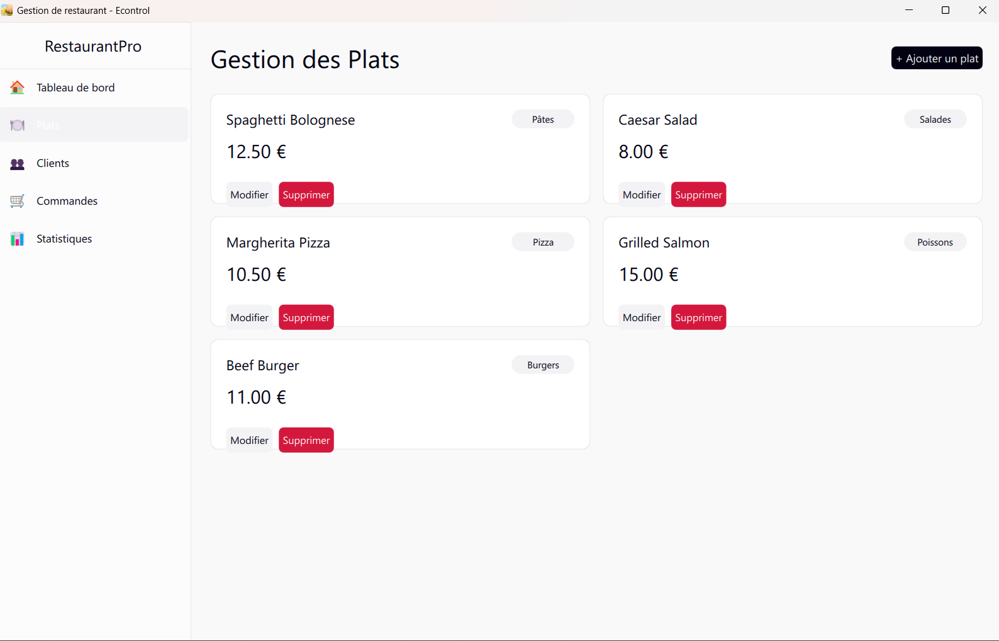 Gestion de restaurant - Econtrol
RestaurantPro
Tableau de bord
Plats
Clients
Commandes
Statistiques
Gestion des Plats
+ Ajouter un plat
Spaghetti Bolognese
Pâtes
12.50 €
Modifier
Supprimer
Caesar Salad
Salades
8.00 €
Modifier
Supprimer
Margherita Pizza
Pizza
10.50 €
Modifier
Supprimer
Grilled Salmon
Poissons
15.00 €
Modifier
Supprimer
Beef Burger
Burgers
11.00 €
Modifier
Supprimer